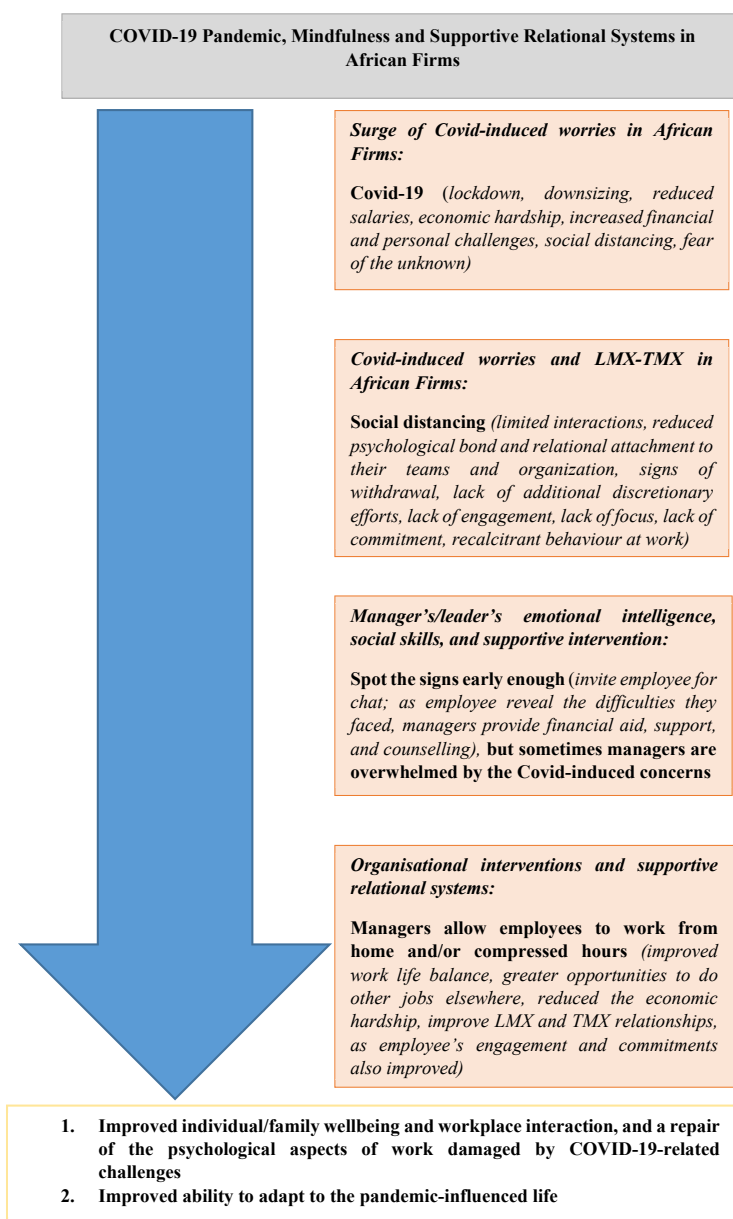 COVID-19 Pandemic, Mindfulness and Supportive Relational Systems in
African Firms
Surge of Covid-induced worries in African
Firms:
Covid-19 (lockdown, downsizing, reduced
salaries, economic hardship, increased financial
and personal challenges, social distancing, fear
of the unknown)
Covid-induced worries and LMX-TMX in
African Firms:
Social distancing (limited interactions, reduced
psychological bond and relational attachment to
their teams and organization, signs of
withdrawal, lack of additional discretionary
efforts, lack of engagement, lack of focus, lack of
commitment, recalcitrant behaviour at work)
Manager's/leader's emotional intelligence,
social skills, and supportive intervention:
Spot the signs early enough (invite employee for
chat; as employee reveal the difficulties they
faced, managers provide financial aid, support,
and counselling), but sometimes managers are
overwhelmed by the Covid-induced concerns
Organisational interventions and supportive
relational systems:
Managers allow employees to work from
home and/or compressed hours (improved
work life balance, greater opportunities to do
other jobs elsewhere, reduced the economic
hardship, improve LMX and TMX relationships,
as employee's engagement and commitments
also improved)
1. Improved individual/family wellbeing and workplace interaction, and a repair
of the psychological aspects of work damaged by COVID-19-related
challenges
2. Improved ability to adapt to the pandemic-influenced life